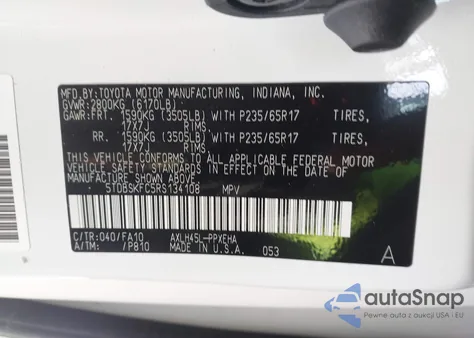 MFD.BY:TOYOTA MOTOR MANUFACTURING, INDIANA, INC.
GVWR:2800KG (6170LB)
GAWR:FRT. 1590KG (3505LB) WITH P235/65R17 TIRES,
17X7J RIMS.
RR. 1590KG (3505LB) WITH P235/65R17 TIRES,
17X7J RIMS.
THIS VEHICLE CONFORMS TO ALL APPLICABLE FEDERAL MOTOR
VEHICLE SAFETY STANDARDS IN EFFECT ON THE DATE OF
MANUFACTURE SHOWN ABOVE.
5TDBSKFC5RS134108 MPV
C/TR:040/FA10 AXLH45L-PPXEHA
A/TM: /P810 MADE IN U.S.A. 053 A
autoSnap
Pewne auta z aukcji USA i EU